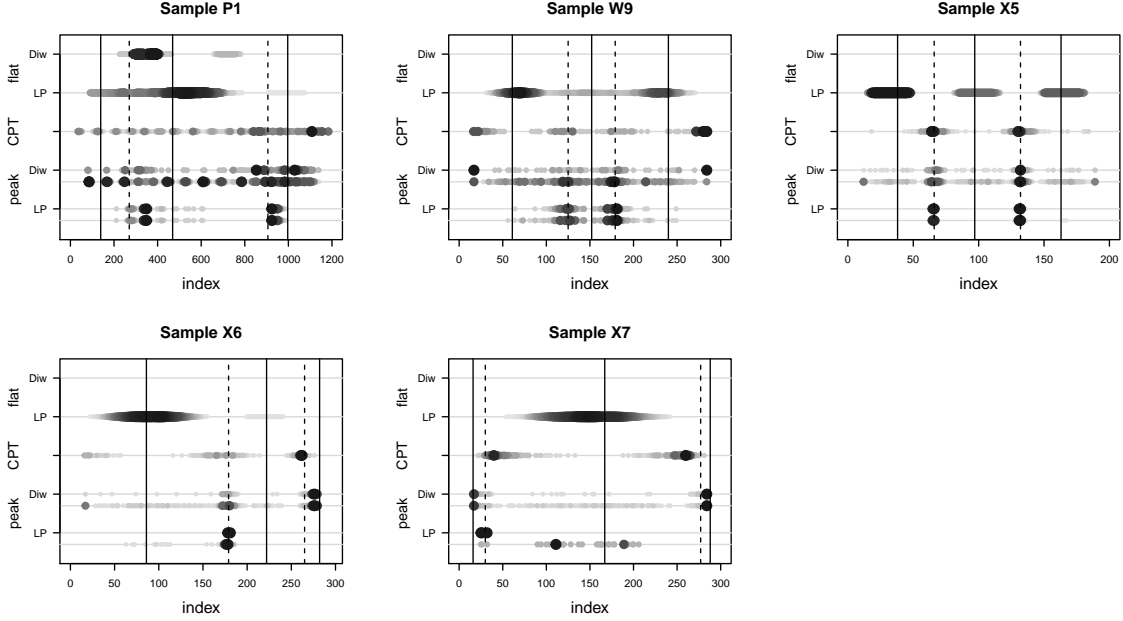 Sample P1
Diw
LP
Diw
LP
flat
CPT
peak
0 200 400 600 800 1000 1200
index
Sample W9
Diw
LP
Diw
LP
flat
CPT
peak
0 50 100 150 200 250 300
index
Sample X5
Diw
LP
Diw
LP
flat
CPT
peak
0 50 100 150 200
index
Sample X6
Diw
LP
Diw
LP
flat
CPT
peak
0 50 100 150 200 250 300
index
Sample X7
Diw
LP
Diw
LP
flat
CPT
peak
0 50 100 150 200 250 300
index